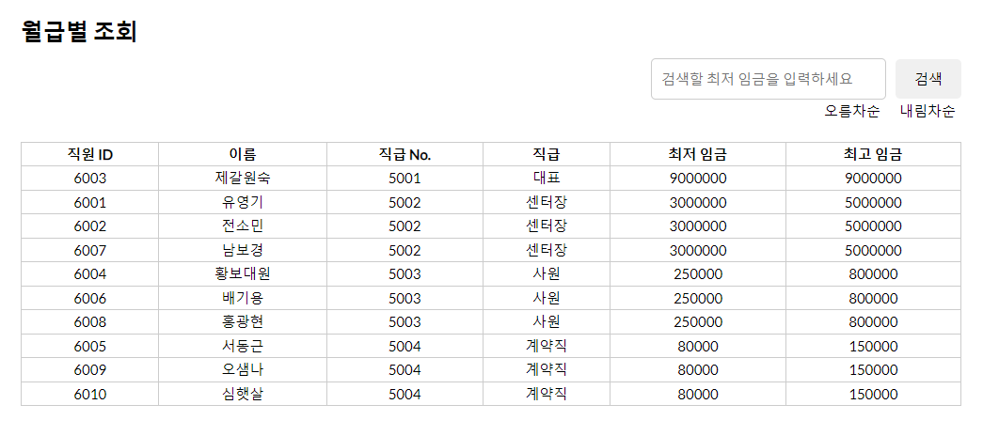 월급별 조회
검색할 최저 임금을 입력하세요 검색
오름차순 내림차순
직원 ID 이름 직급 No. 직급 최저 임금 최고 임금
6003 제갈원숙 5001 대표 9000000 9000000
6001 유영기 5002 센터장 3000000 5000000
6002 전소민 5002 센터장 3000000 5000000
6007 남보경 5002 센터장 3000000 5000000
6004 황보대원 5003 사원 250000 800000
6006 배기용 5003 사원 250000 800000
6008 홍광현 5003 사원 250000 800000
6005 서동근 5004 계약직 80000 150000
6009 오샘나 5004 계약직 80000 150000
6010 심햇살 5004 계약직 80000 150000